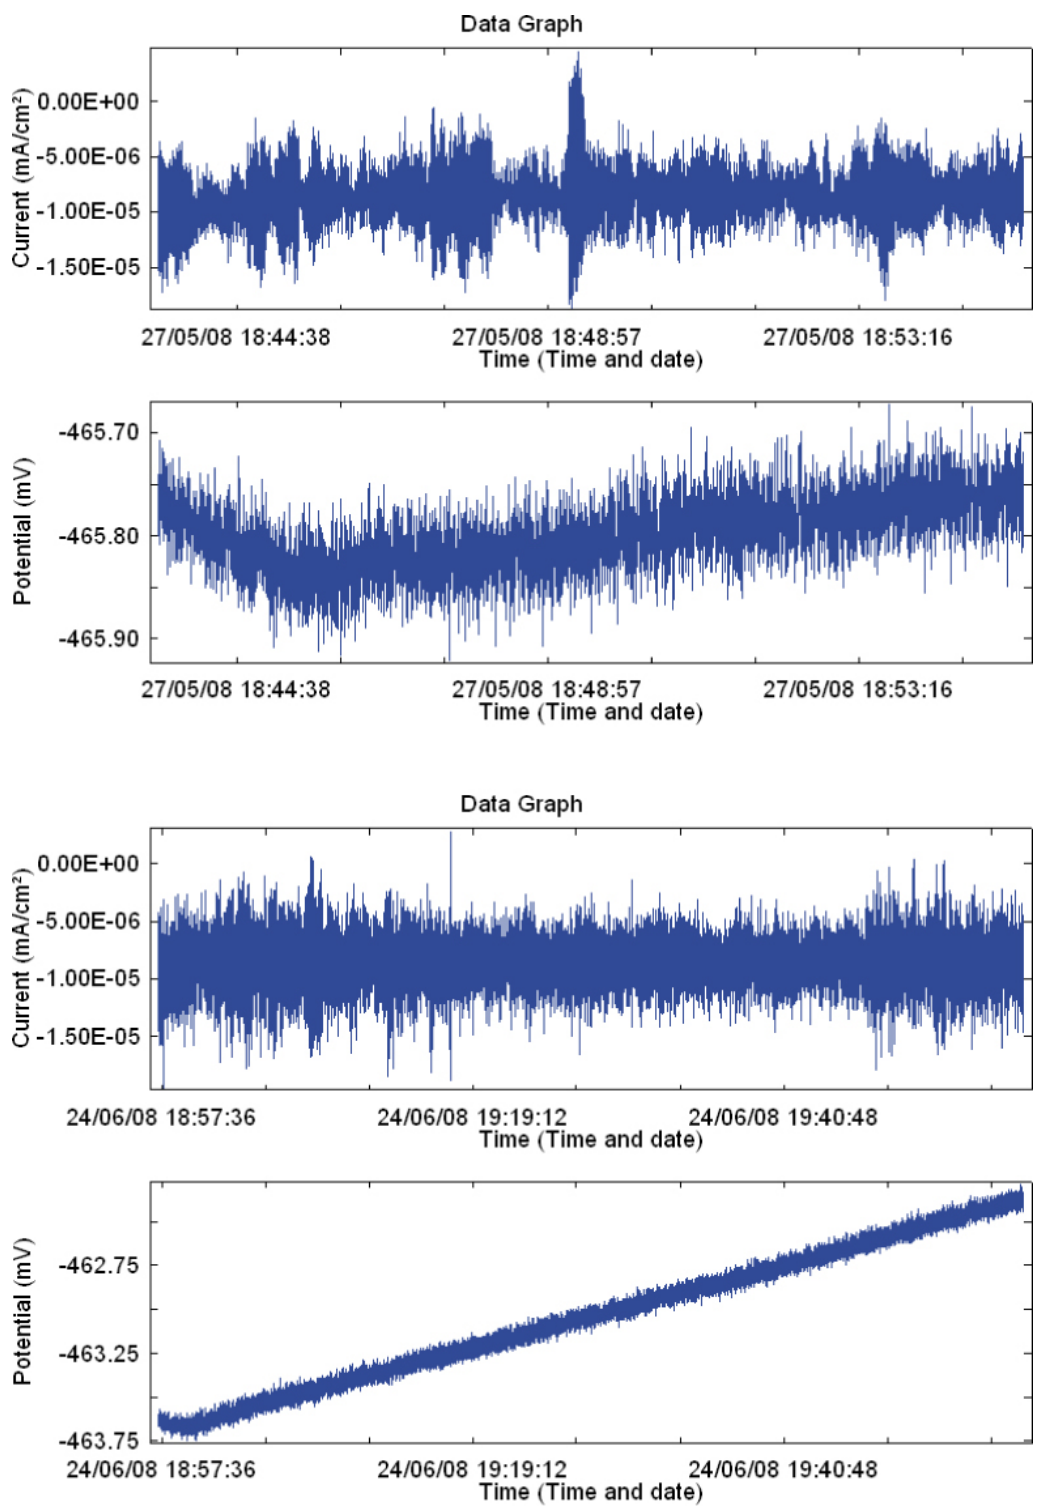 Data Graph
Current (mA/cm²)
0.00E+00
-5.00E-06
-1.00E-05
-1.50E-05
27/05/08 18:44:38 27/05/08 18:48:57 27/05/08 18:53:16
Time (Time and date)
Potential (mV)
-465.70
-465.80
-465.90
27/05/08 18:44:38 27/05/08 18:48:57 27/05/08 18:53:16
Time (Time and date)
Data Graph
Current (mA/cm²)
0.00E+00
-5.00E-06
-1.00E-05
-1.50E-05
24/06/08 18:57:36 24/06/08 19:19:12 24/06/08 19:40:48
Time (Time and date)
Potential (mV)
-462.75
-463.25
-463.75
24/06/08 18:57:36 24/06/08 19:19:12 24/06/08 19:40:48
Time (Time and date)